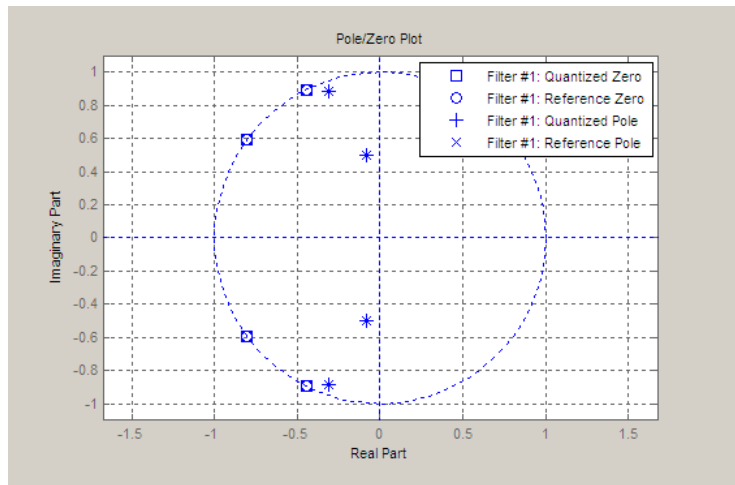 Pole/Zero Plot
Filter #1: Quantized Zero
Filter #1: Reference Zero
Filter #1: Quantized Pole
Filter #1: Reference Pole
Imaginary Part
1
0.8
0.6
0.4
0.2
0
-0.2
-0.4
-0.6
-0.8
-1
-1.5 -1 -0.5 0 0.5 1 1.5
Real Part